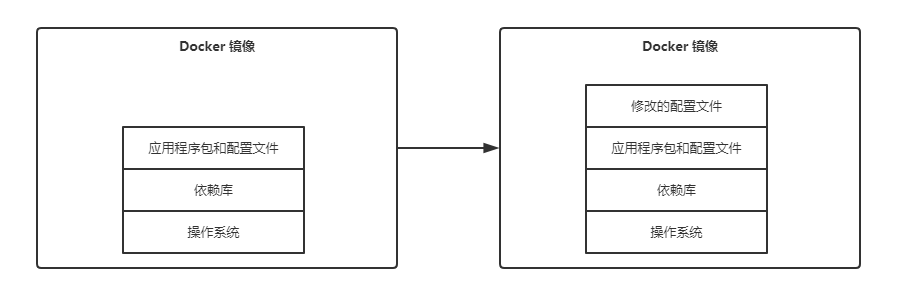 Docker 镜像
应用程序包和配置文件
依赖库
操作系统
Docker 镜像
修改的配置文件
应用程序包和配置文件
依赖库
操作系统